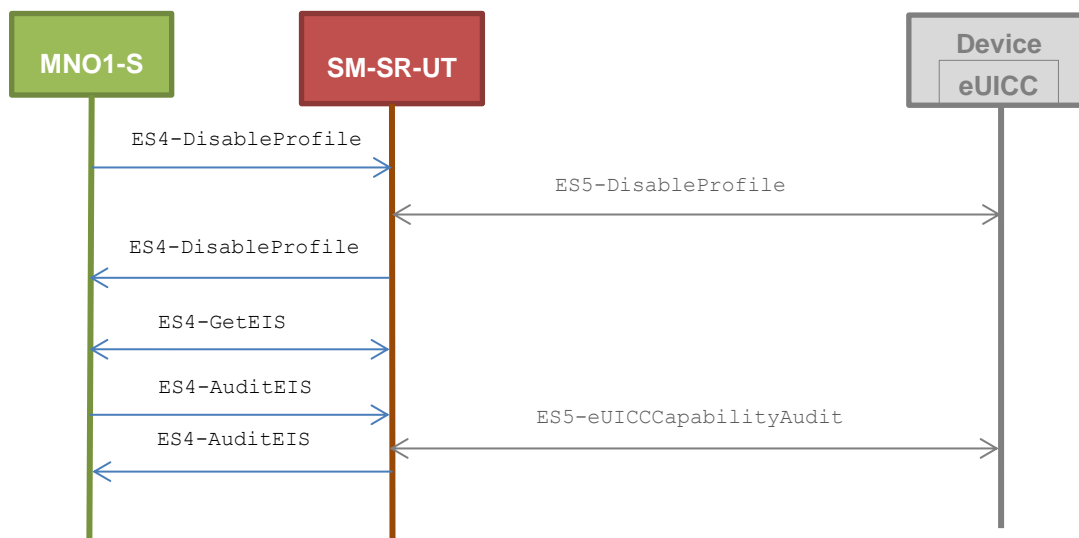 MNO1-S
SM-SR-UT
Device
eUICC
ES4-DisableProfile
ES5-DisableProfile
ES4-DisableProfile
ES4-GetEIS
ES4-AuditEIS
ES5-eUICCCapabilityAudit
ES4-AuditEIS